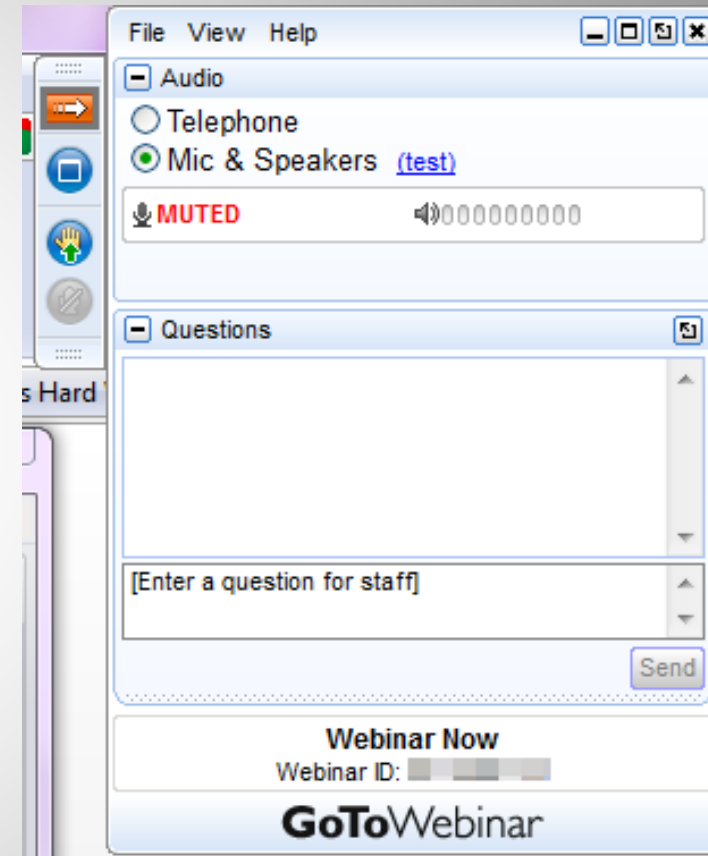 File View Help
Audio
Telephone
Mic & Speakers (test)
MUTED
Questions
s Hard
[Enter a question for staff]
Send
Webinar Now
Webinar ID:
GoToWebinar